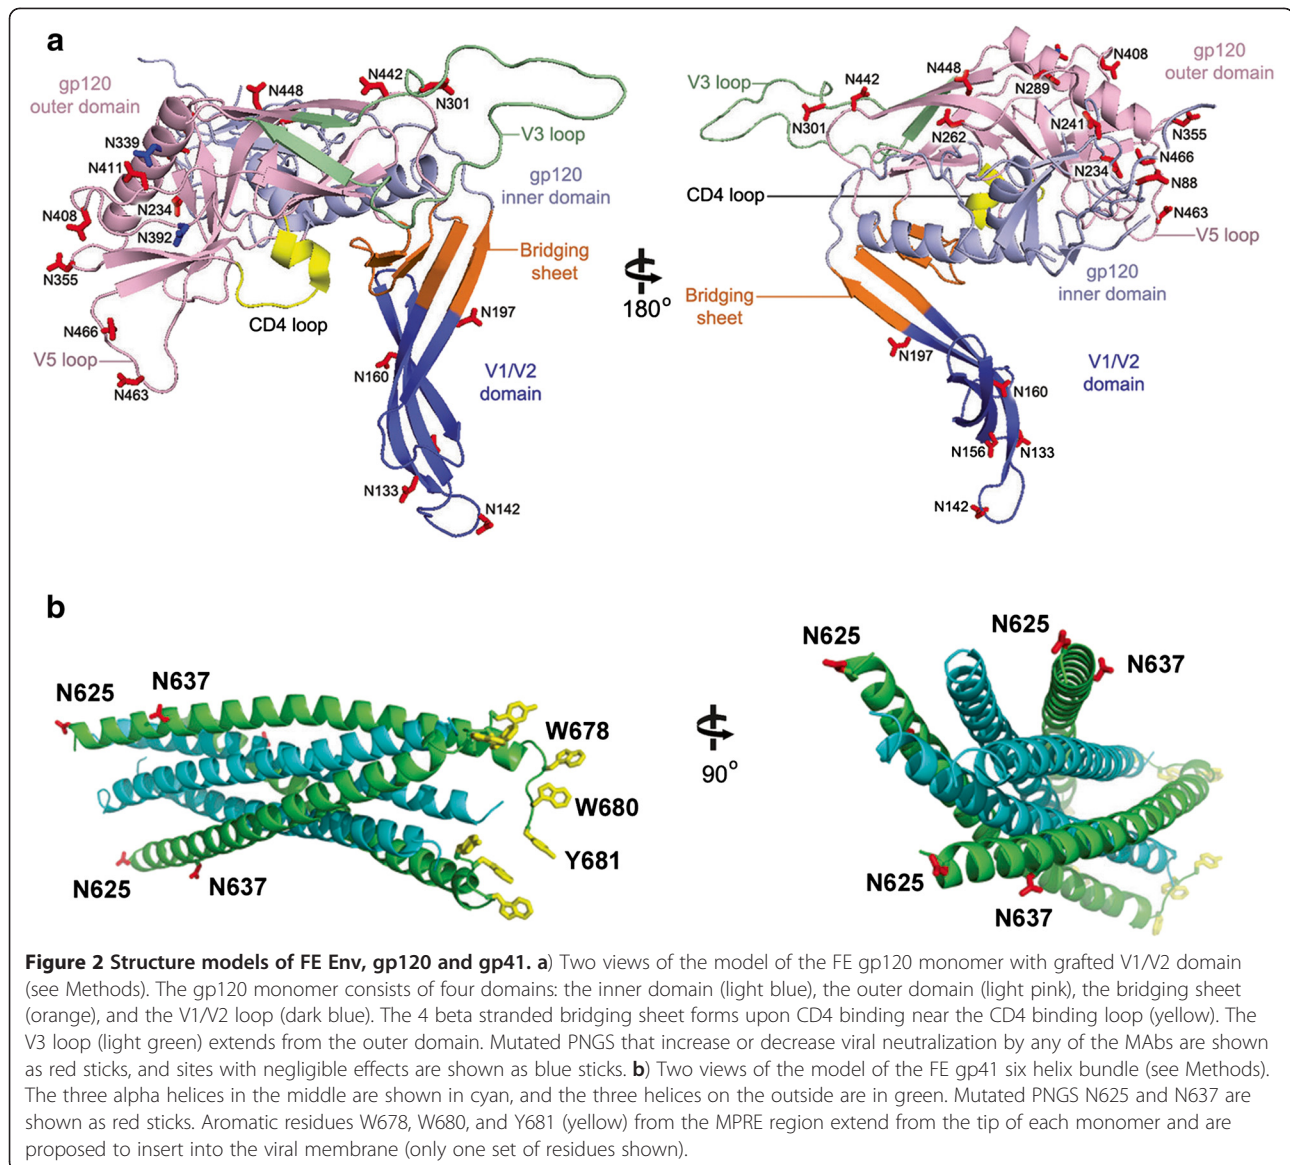 a
gp120
outer domain
N448
N442
N301
V3 loop
N339
N411
N234
N408
N392
N355
gp120
inner domain
Bridging
sheet
CD4 loop
N466
V5 loop
N463
N197
N160
V1/V2
domain
N133
N142
180°
V3 loop
N442
N448
N408
gp120
outer domain
N289
N301
N262
N241
N355
N466
N234
N88
CD4 loop
N463
V5 loop
gp120
inner domain
Bridging
sheet
N197
V1/V2
domain
N160
N156
N133
N142
b
N625
N637
W678
W680
Y681
N625
N637
90°
N625
N625
N637
N625
N637
Figure 2 Structure models of FE Env, gp120 and gp41. a) Two views of the model of the FE gp120 monomer with grafted V1/V2 domain
(see Methods). The gp120 monomer consists of four domains: the inner domain (light blue), the outer domain (light pink), the bridging sheet
(orange), and the V1/V2 loop (dark blue). The 4 beta stranded bridging sheet forms upon CD4 binding near the CD4 binding loop (yellow). The
V3 loop (light green) extends from the outer domain. Mutated PNGS that increase or decrease viral neutralization by any of the MAbs are shown
as red sticks, and sites with negligible effects are shown as blue sticks. b) Two views of the model of the FE gp41 six helix bundle (see Methods).
The three alpha helices in the middle are shown in cyan, and the three helices on the outside are in green. Mutated PNGS N625 and N637 are
shown as red sticks. Aromatic residues W678, W680, and Y681 (yellow) from the MPRE region extend from the tip of each monomer and are
proposed to insert into the viral membrane (only one set of residues shown).